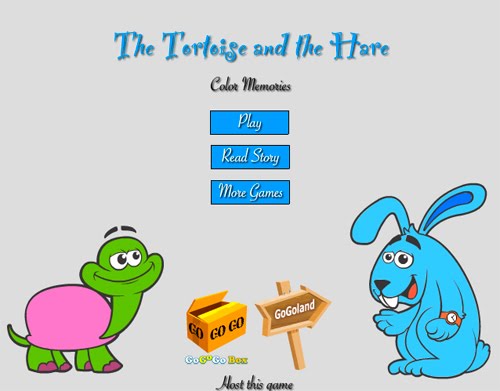 The Tortoise and the Hare
Color Memories
Play
Read Story
More Games
GO GO GO
GoGoGo Box
GoGoland
Host this game